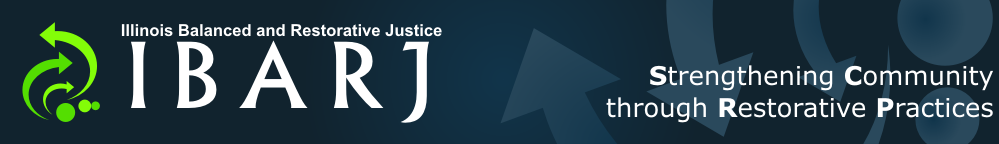 Illinois Balanced and Restorative Justice
IBARJ
Strengthening Community
through Restorative Practices